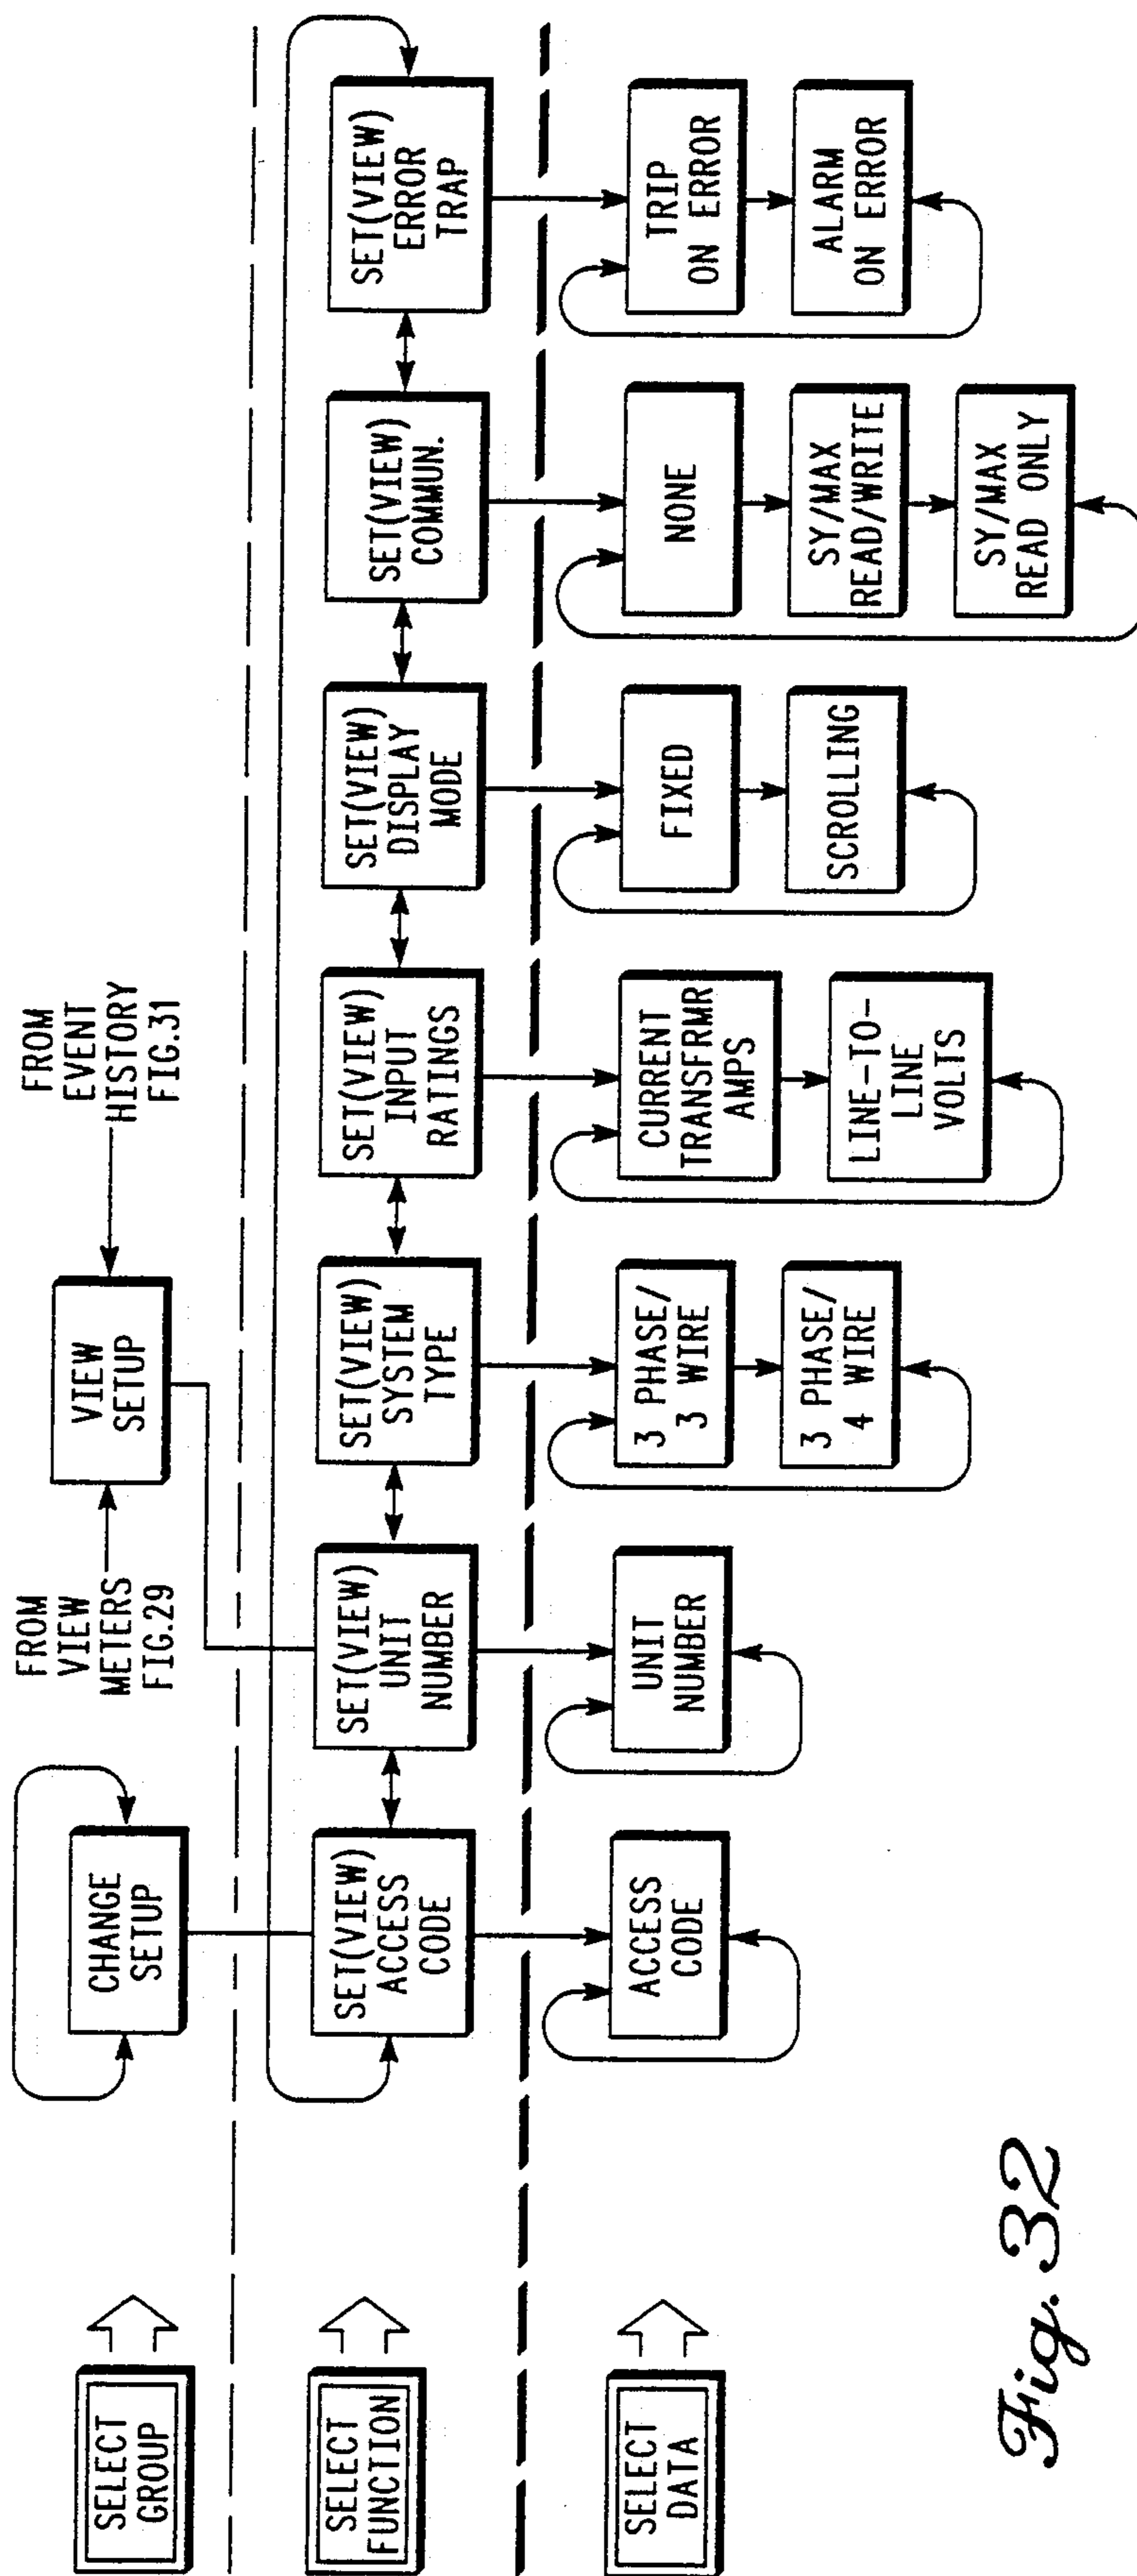 SELECT
GROUP
CHANGE
SETUP
FROM
VIEW
METERS
FIG.29
VIEW
SETUP
FROM
EVENT
HISTORY
FIG.31
SELECT
FUNCTION
SET(VIEW)
ACCESS
CODE
SET(VIEW)
UNIT
NUMBER
SET(VIEW)
SYSTEM
TYPE
SET(VIEW)
INPUT
RATINGS
SET(VIEW)
DISPLAY
MODE
SET(VIEW)
COMMUN.
SET(VIEW)
ERROR
TRAP
SELECT
DATA
ACCESS
CODE
UNIT
NUMBER
3 PHASE/
3 WIRE
3 PHASE/
4 WIRE
CURRENT
TRANSFRMR
AMPS
LINE-TO-
LINE
VOLTS
FIXED
SCROLLING
NONE
SY/MAX
READ/WRITE
SY/MAX
READ ONLY
TRIP
ON ERROR
ALARM
ON ERROR
Fig. 32